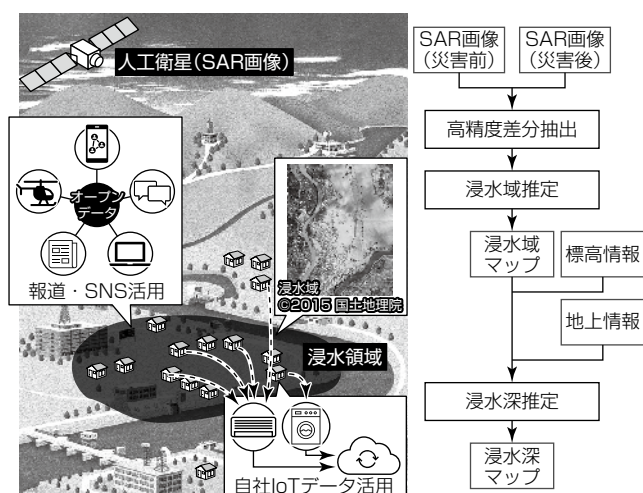 人工衛星(SAR画像)
オープン
データ
報道・SNS活用
浸水域
©2015 国土地理院
浸水領域
自社IoTデータ活用
SAR画像
(災害前)
SAR画像
(災害後)
高精度差分抽出
浸水域推定
浸水域
マップ
標高情報
地上情報
浸水深推定
浸水深
マップ